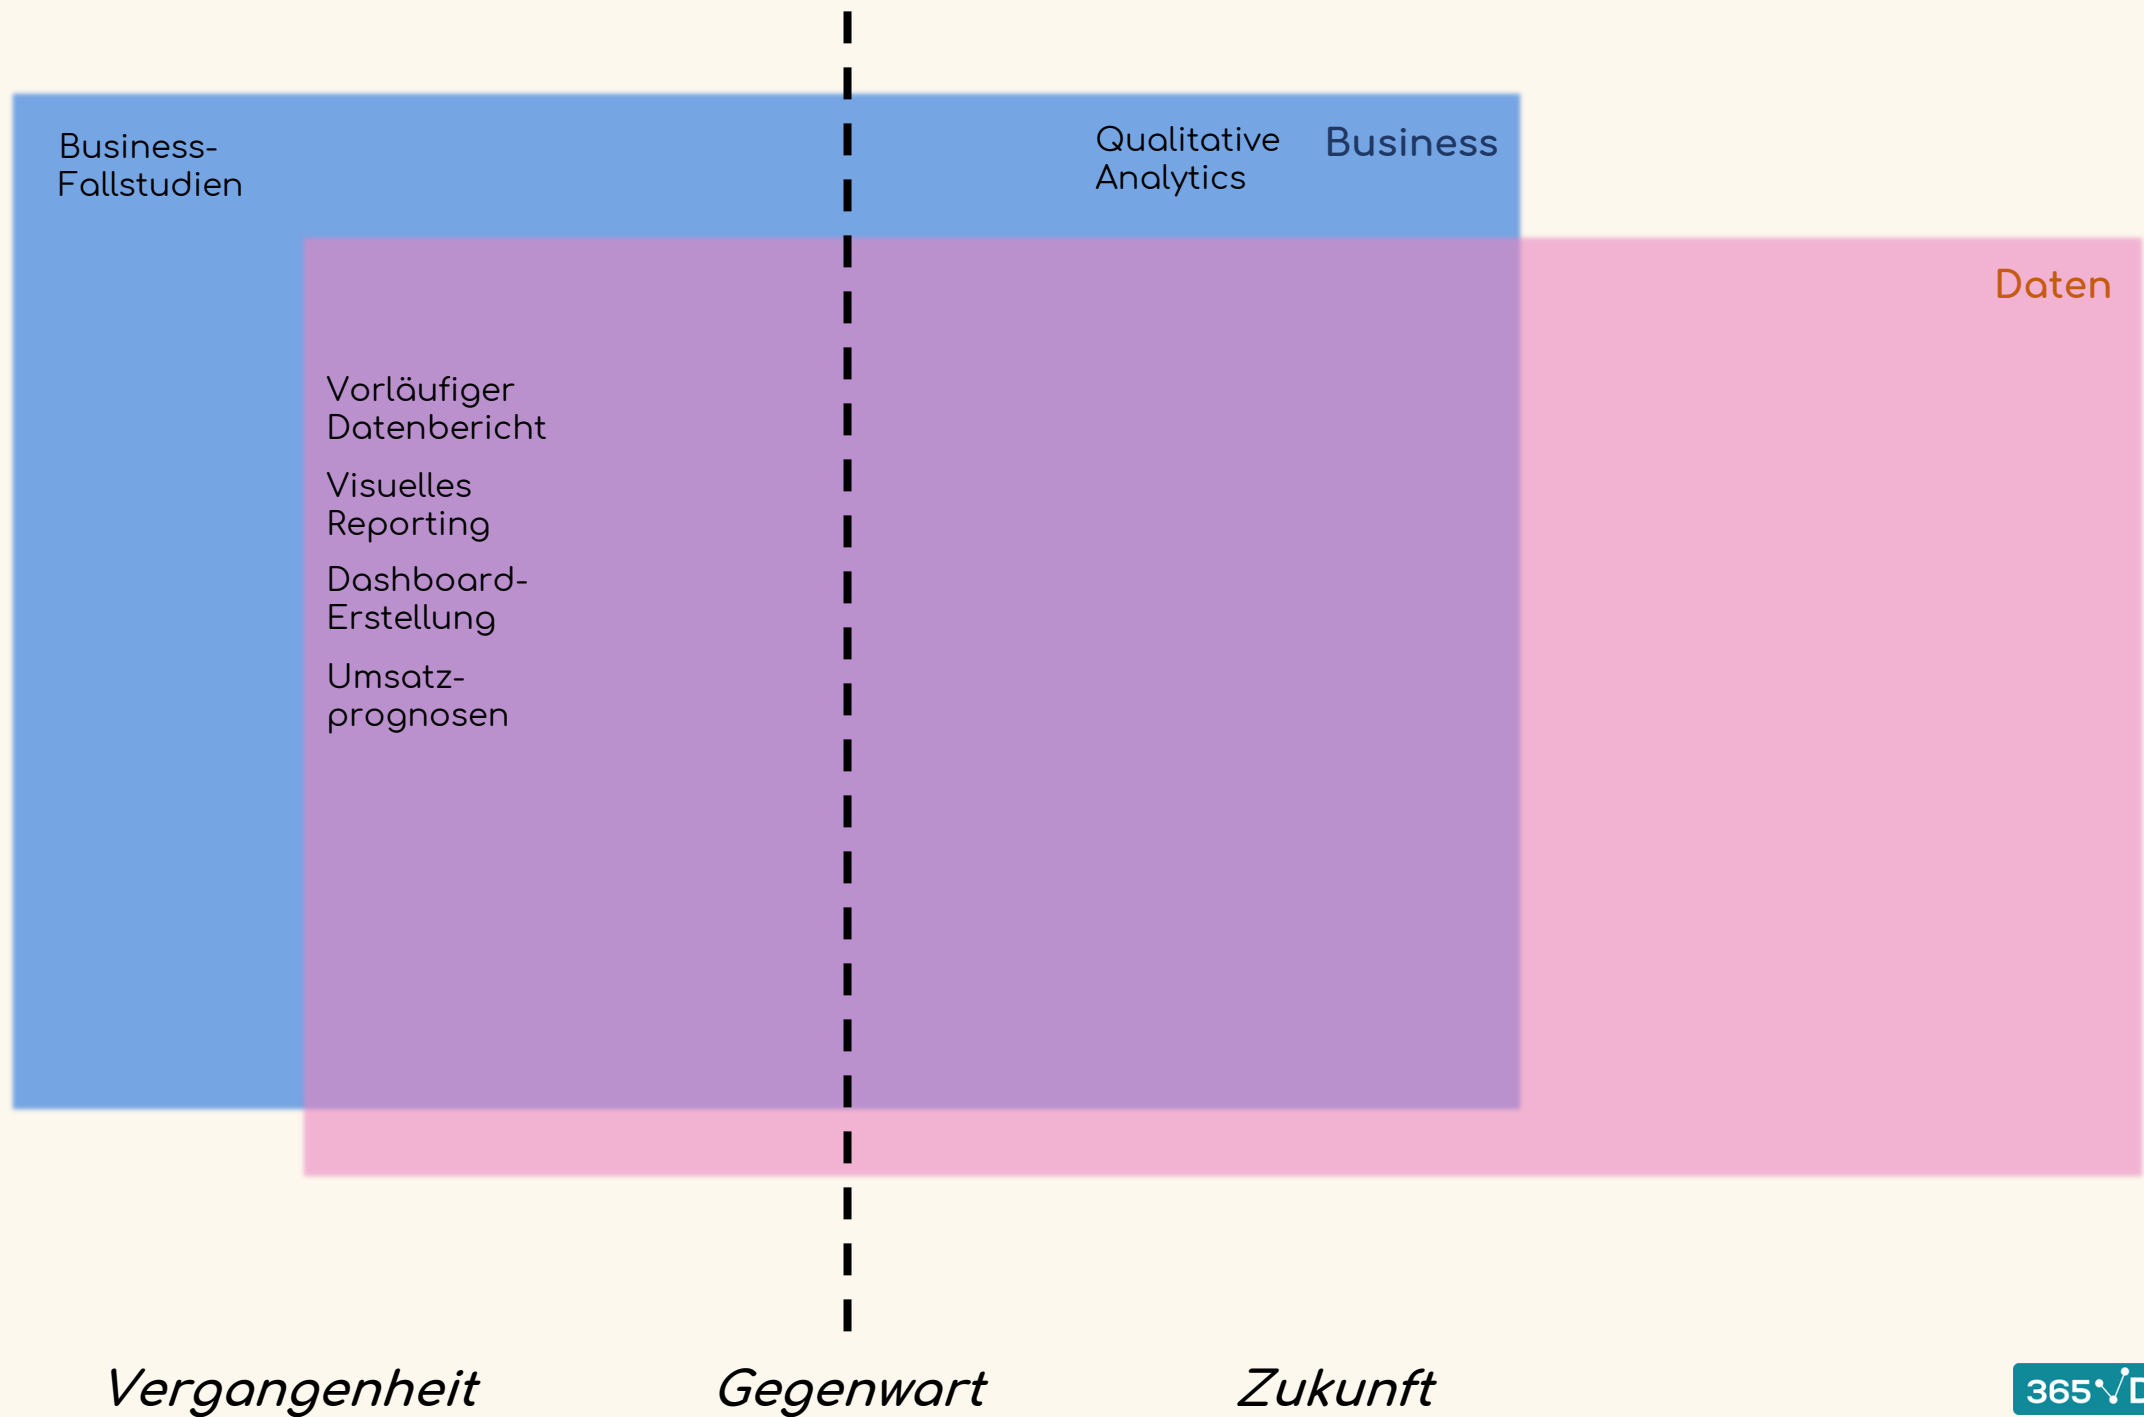 Business-
Fallstudien
Qualitative
Analytics
Business
Daten
Vorläufiger
Datenbericht
Visuelles
Reporting
Dashboard-
Erstellung
Umsatz-
prognosen
Vergangenheit
Gegenwart
Zukunft
365